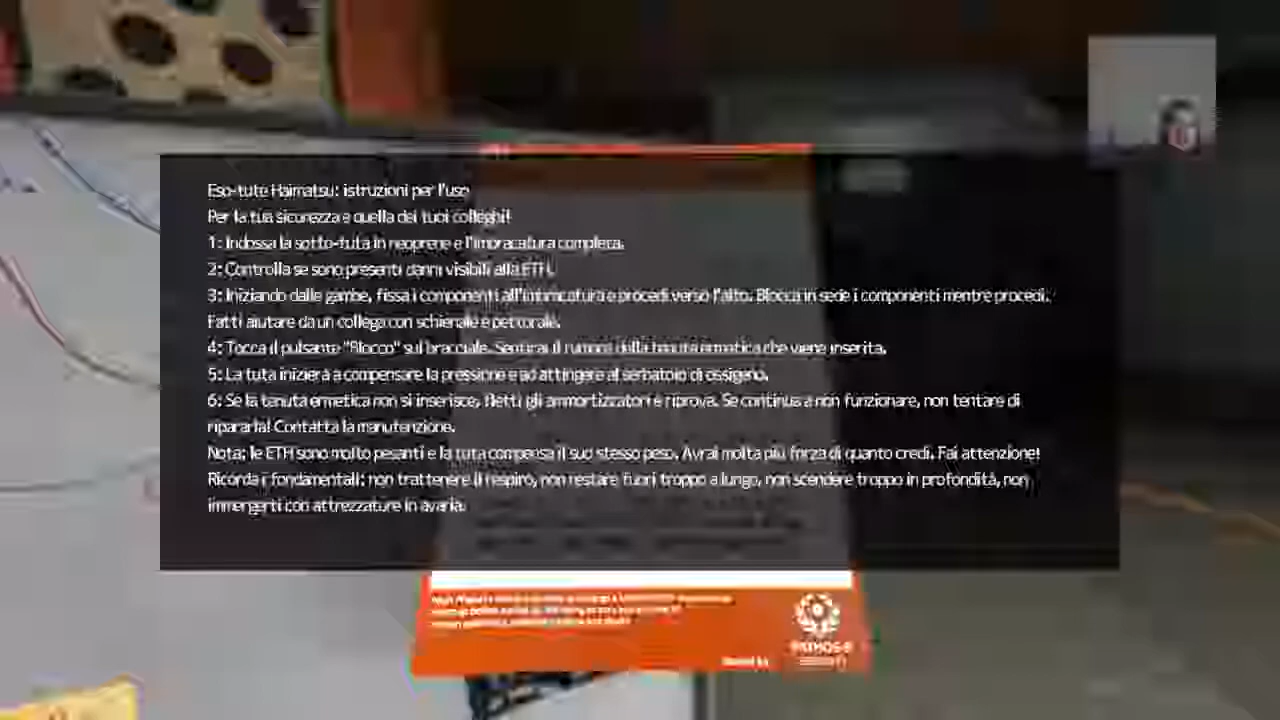 Eso-tute Haimatsu: istruzioni per l'uso
Per la tua sicurezza e quella dei tuoi colleghi!
1: Indossa la sotto-tuta in neoprene e l'imbracatura completa.
2: Controlla se sono presenti danni visibili alla ETH.
3: Iniziando dalle gambe, fissa i componenti all'imbracatura e procedi verso l'alto. Blocca in sede i componenti mentre procedi.
Fatti aiutare da un collega con schienale e pettorale.
4: Tocca il pulsante "Blocco" sul bracciale. Sentirai il rumore della tenuta ermetica che viene inserita.
5: La tuta inizierà a compensare la pressione e ad attingere al serbatoio di ossigeno.
6: Se la tenuta ermetica non si inserisce, rifletti gli ammortizzatori e riprova. Se continua a non funzionare, non tentare di
ripararla! Contatta la manutenzione.
Nota: le ETH sono molto pesanti e la tuta compensa il suo stesso peso. Avrai molta più forza di quanto credi. Fai attenzione!
Ricorda i fondamentali: non trattenere il respiro, non restare fuori troppo a lungo, non scendere troppo in profondità, non
immergerti con attrezzature in avaria.